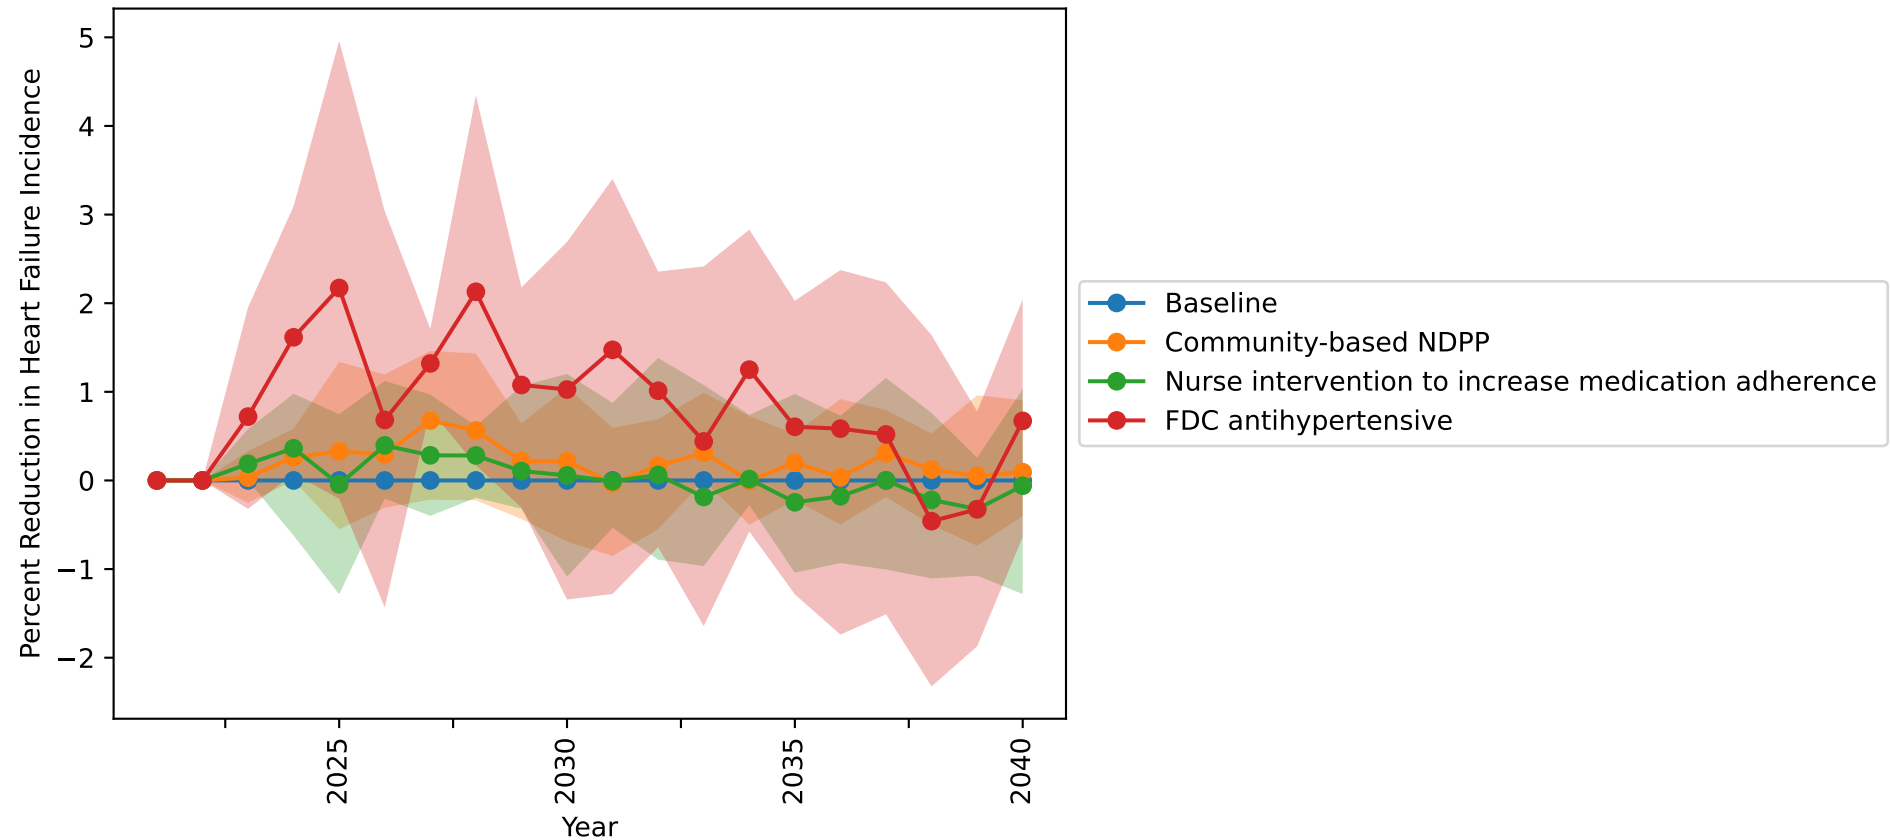 Percent Reduction in Heart Failure Incidence
5
4
3
2
1
0
−1
−2
2025
2030
2035
2040
Year
Baseline
Community-based NDPP
Nurse intervention to increase medication adherence
FDC antihypertensive